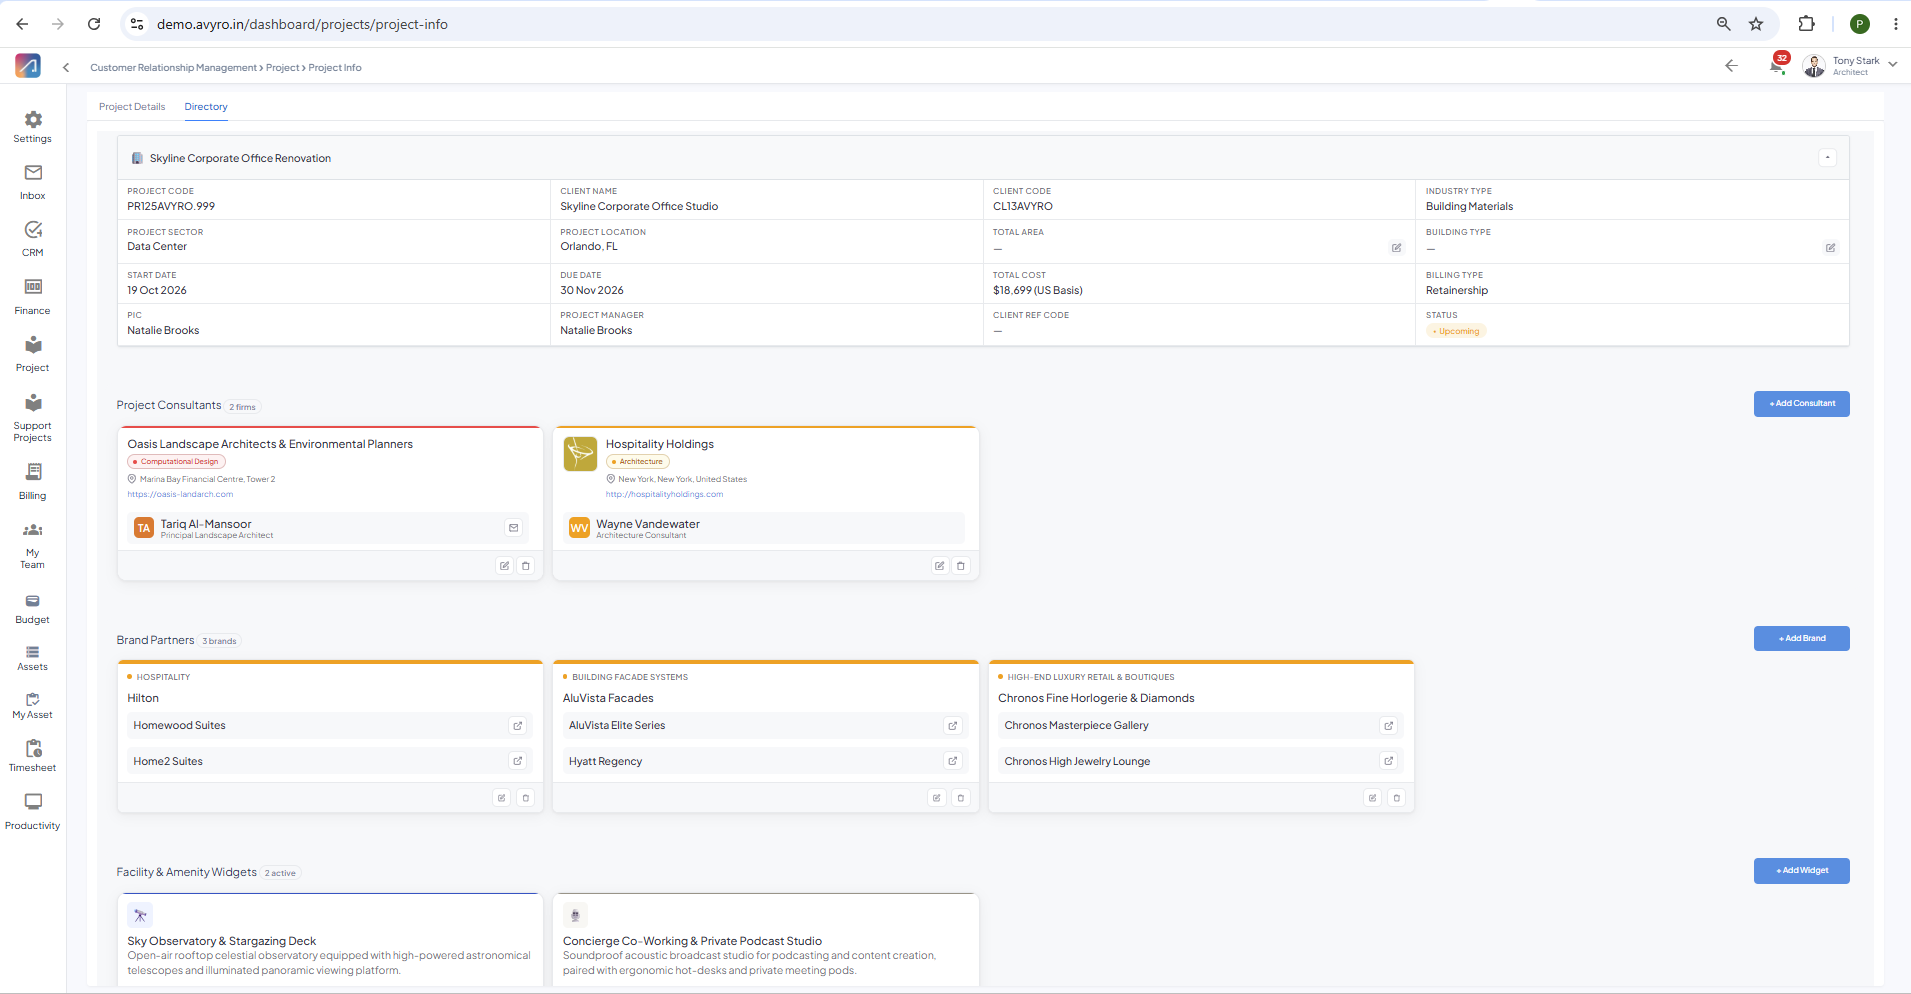 demo.avyro.in/dashboard/projects/project-info
P
Customer Relationship Management › Project › Project Info
32
Tony Stark
Architect
Settings
Inbox
CRM
Finance
Project
Support
Projects
Billing
My
Team
Budget
Assets
My Asset
Timesheet
Productivity
Project Details
Directory
Skyline Corporate Office Renovation
PROJECT CODE
PR125AVYRO.999
CLIENT NAME
Skyline Corporate Office Studio
CLIENT CODE
CL13AVYRO
INDUSTRY TYPE
Building Materials
PROJECT SECTOR
Data Center
PROJECT LOCATION
Orlando, FL
TOTAL AREA
—
BUILDING TYPE
—
START DATE
19 Oct 2026
DUE DATE
30 Nov 2026
TOTAL COST
$18,699 (US Basis)
BILLING TYPE
Retainership
PIC
Natalie Brooks
PROJECT MANAGER
Natalie Brooks
CLIENT REF CODE
—
STATUS
• Upcoming
Project Consultants 2 firms
+ Add Consultant
Oasis Landscape Architects & Environmental Planners
Computational Design
Marina Bay Financial Centre, Tower 2
https://oasis-landarch.com
TA
Tariq Al-Mansoor
Principal Landscape Architect
Hospitality Holdings
Architecture
New York, New York, United States
http://hospitalityholdings.com
WV
Wayne Vandewater
Architecture Consultant
Brand Partners 3 brands
+ Add Brand
HOSPITALITY
Hilton
Homewood Suites
Home2 Suites
BUILDING FACADE SYSTEMS
AluVista Facades
AluVista Elite Series
Hyatt Regency
HIGH-END LUXURY RETAIL & BOUTIQUES
Chronos Fine Horlogerie & Diamonds
Chronos Masterpiece Gallery
Chronos High Jewelry Lounge
Facility & Amenity Widgets 2 active
+ Add Widget
Sky Observatory & Stargazing Deck
Open-air rooftop celestial observatory equipped with high-powered astronomical
telescopes and illuminated panoramic viewing platform.
Concierge Co-Working & Private Podcast Studio
Soundproof acoustic broadcast studio for podcasting and content creation,
paired with ergonomic hot-desks and private meeting pods.